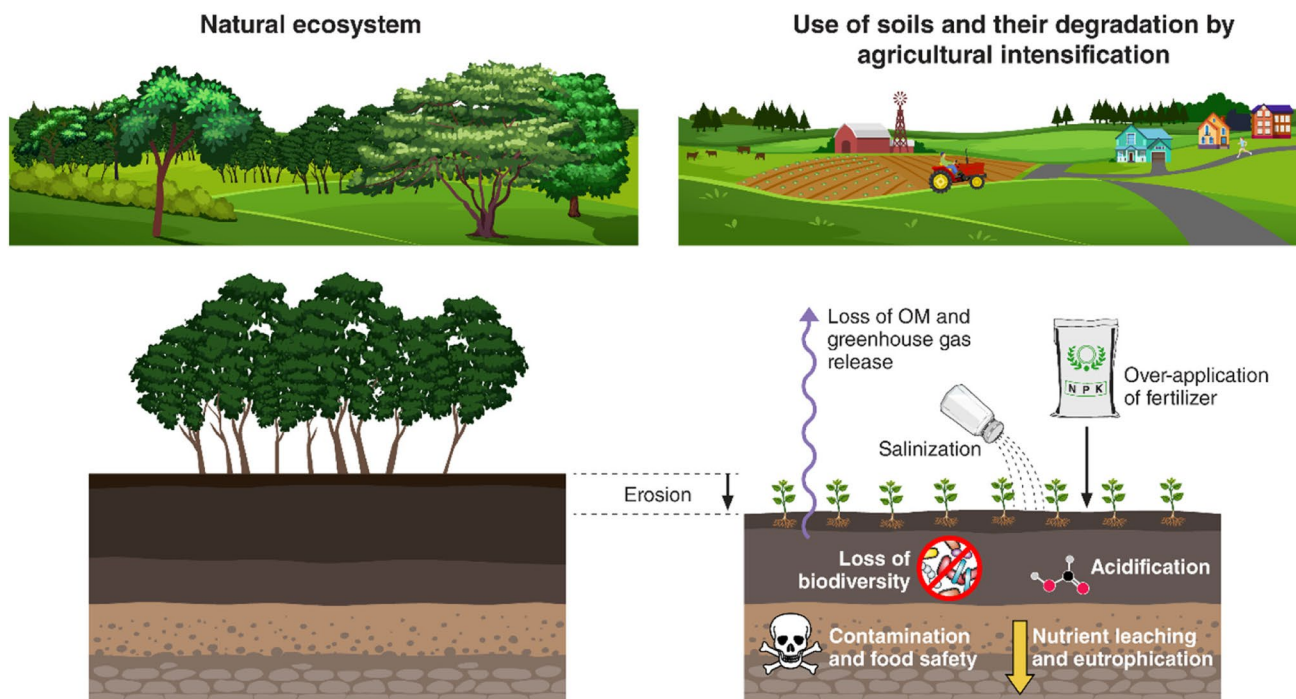 Natural ecosystem
Use of soils and their degradation by
agricultural intensification
Loss of OM and
greenhouse gas
release
N P K
Over-application
of fertilizer
Salinization
Erosion
Loss of
biodiversity
Acidification
Contamination
and food safety
Nutrient leaching
and eutrophication